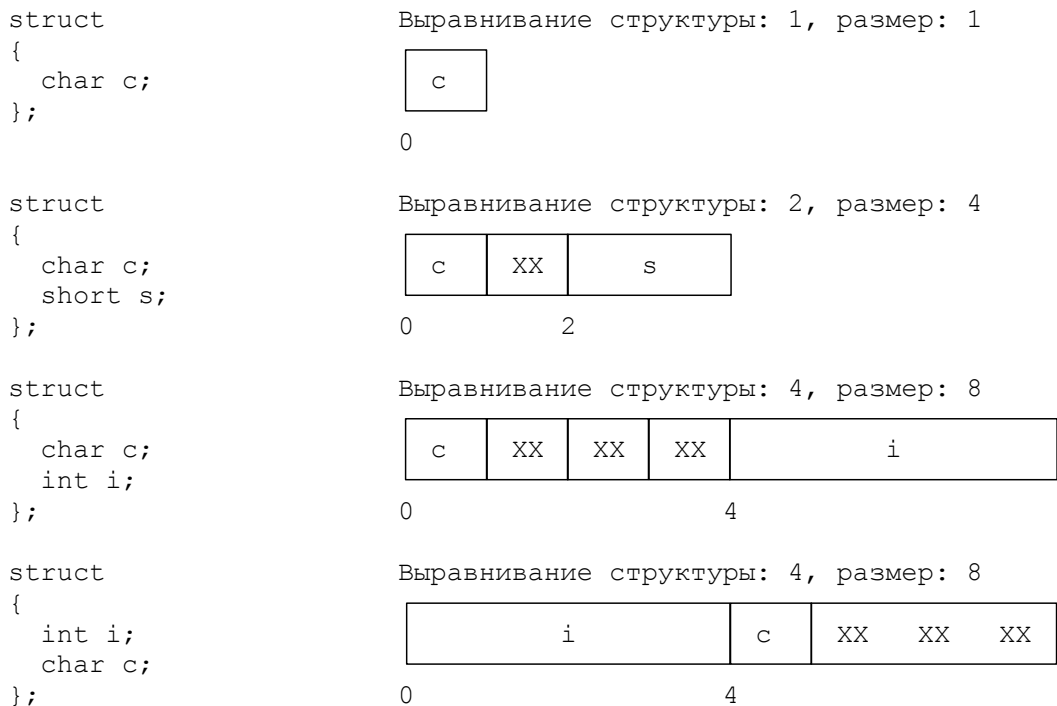 struct Выравнивание структуры: 1, размер: 1
{
char c; c
};
0
struct Выравнивание структуры: 2, размер: 4
{
char c; c XX s
short s;
}; 0 2
struct Выравнивание структуры: 4, размер: 8
{
char c; c XX XX XX i
int i;
}; 0 4
struct Выравнивание структуры: 4, размер: 8
{
int i; i c XX XX XX
char c;
}; 0 4